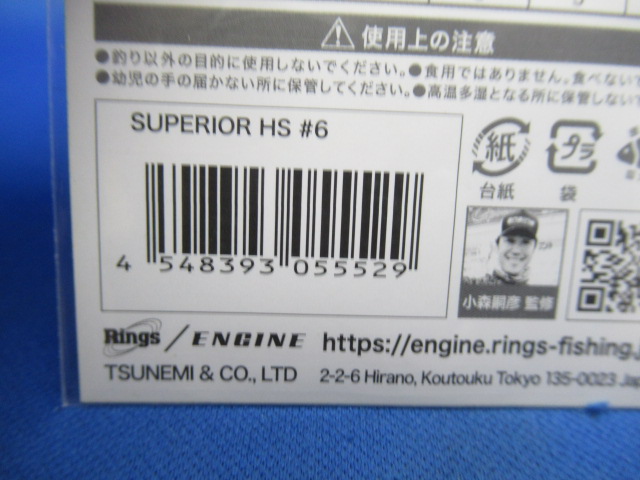 使用上の注意
●釣り以外の目的に使用しないでください。●食用ではありません。食べないで
●幼児の手の届かない所に保管してください。●高温多湿となる所に保管しない
SUPERIOR HS #6
4 548393 055529
紙
台紙
プラ
袋
小森嗣彦 監修
Rings / ENGINE https://engine.rings-fishing.
TSUNEMI & CO., LTD 2-2-6 Hirano, Koutouku Tokyo 135-0023 Ja